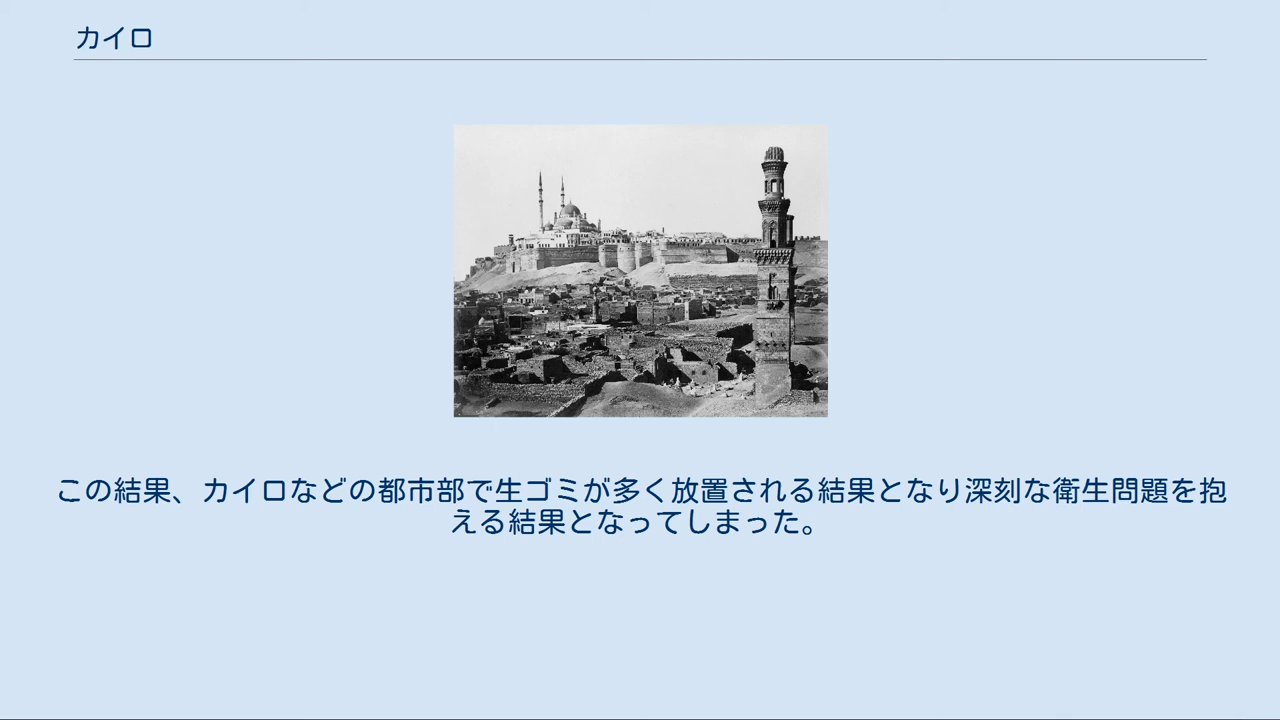 カイロ
この結果、カイロなどの都市部で生ゴミが多く放置される結果となり深刻な衛生問題を抱
える結果となってしまった。